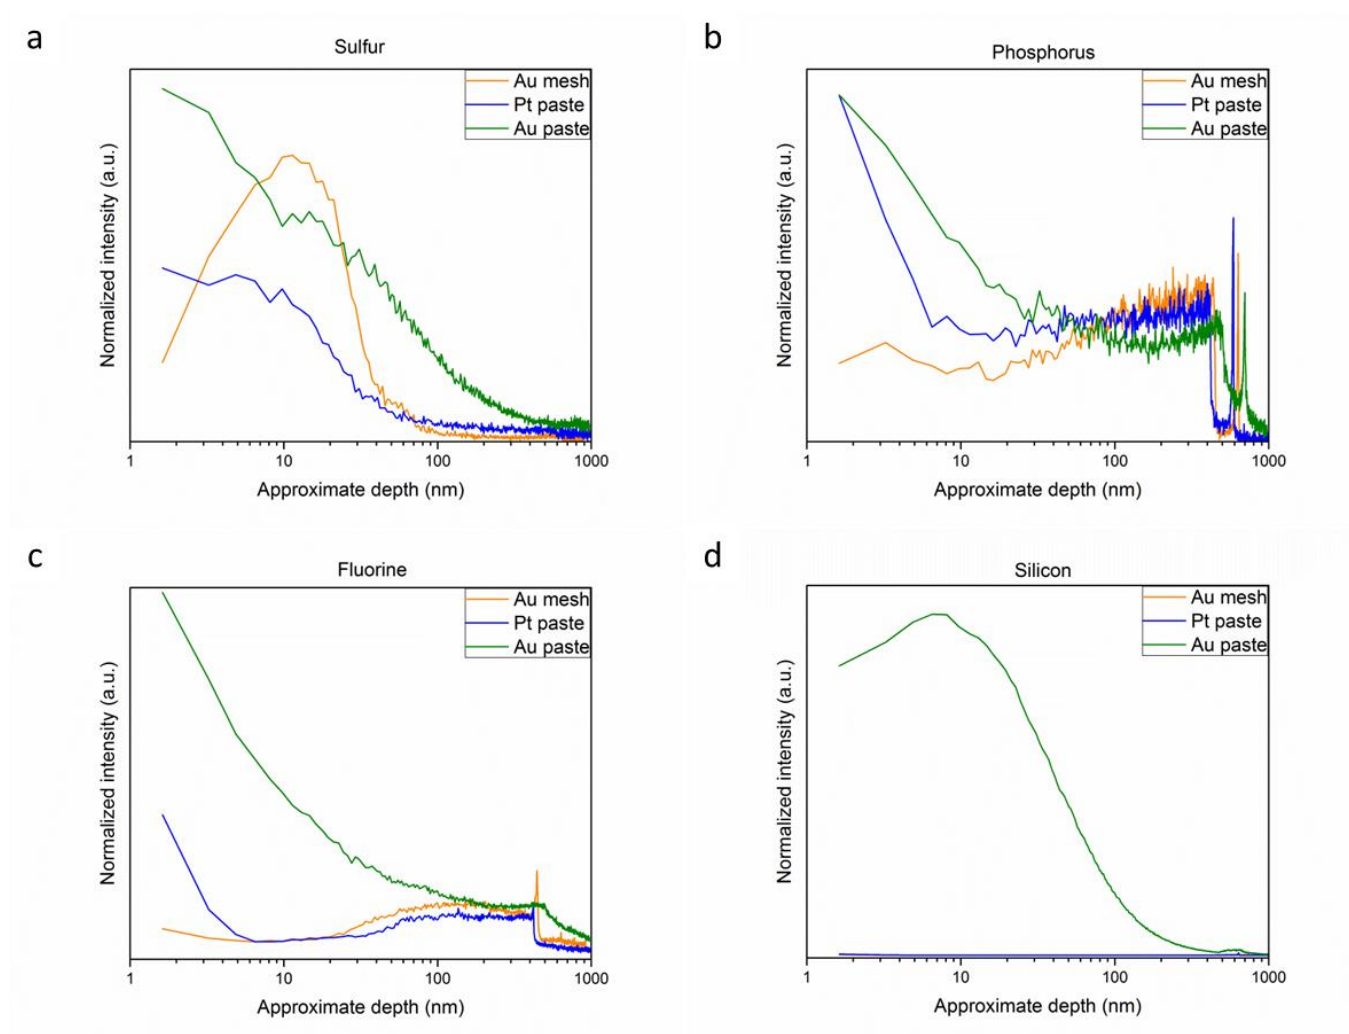 a
Sulfur
Normalized intensity (a.u.)
Au mesh
Pt paste
Au paste
1 10 100 1000
Approximate depth (nm)
b
Phosphorus
Normalized intensity (a.u.)
Au mesh
Pt paste
Au paste
1 10 100 1000
Approximate depth (nm)
c
Fluorine
Normalized intensity (a.u.)
Au mesh
Pt paste
Au paste
1 10 100 1000
Approximate depth (nm)
d
Silicon
Normalized intensity (a.u.)
Au mesh
Pt paste
Au paste
1 10 100 1000
Approximate depth (nm)